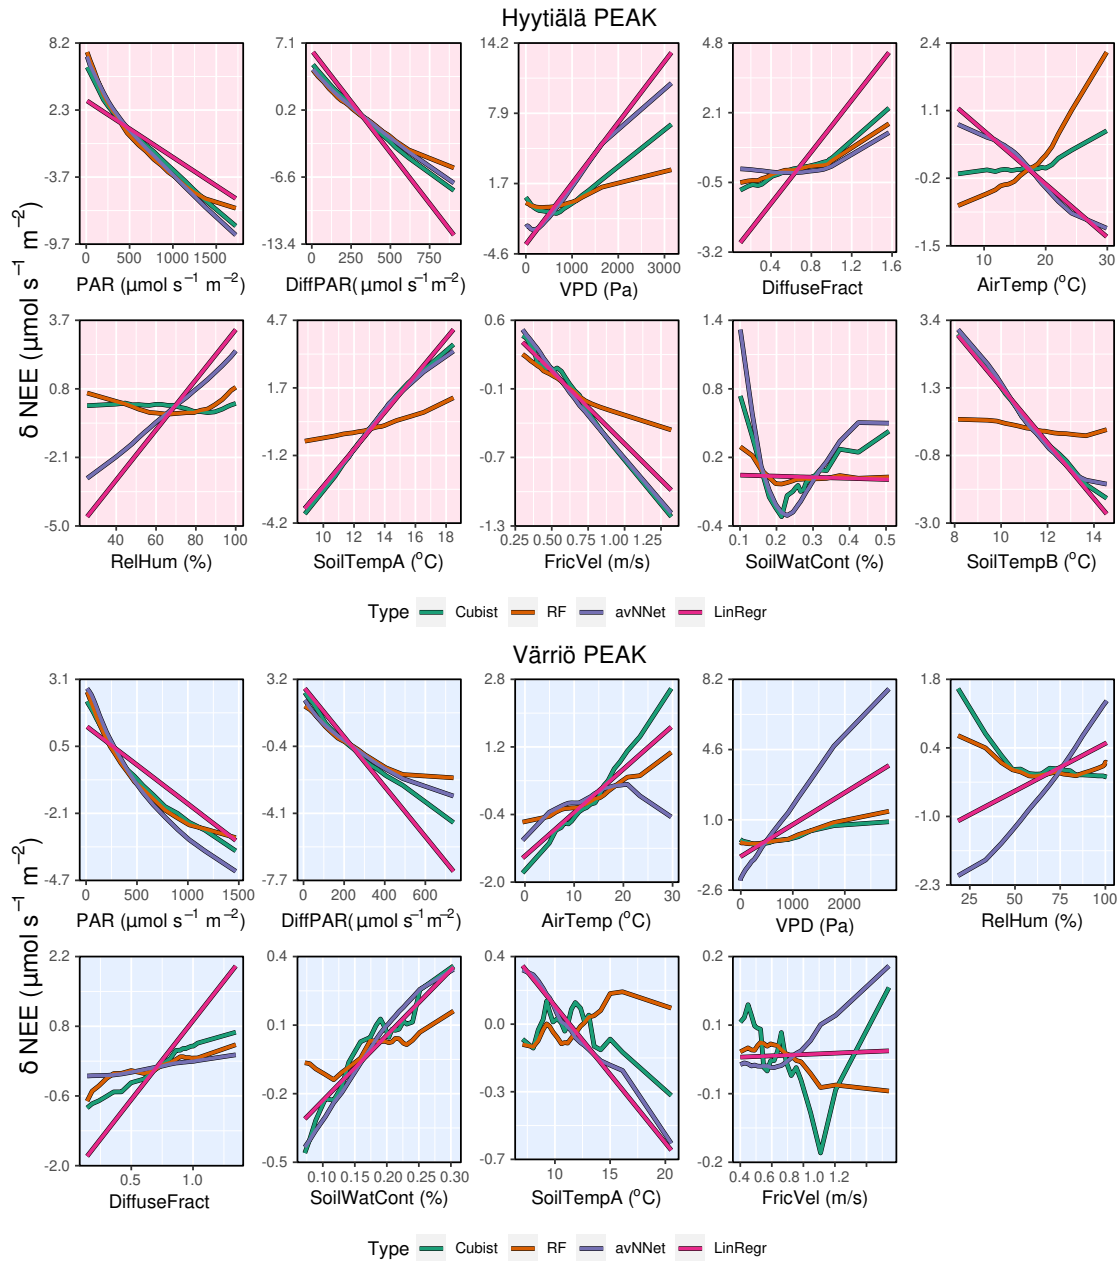 Hyytiälä PEAK
δ NEE (µmol s⁻¹ m⁻²)
8.2
2.3
-3.7
-9.7
0 500 1000 1500
PAR (µmol s⁻¹ m⁻²)
7.1
0.2
-6.6
-13.4
0 250 500 750
DiffPAR(µmol s⁻¹m⁻²)
14.2
7.9
1.7
-4.6
0 1000 2000 3000
VPD (Pa)
4.8
2.1
-0.5
-3.2
0.4 0.8 1.2 1.6
DiffuseFract
2.4
1.1
-0.2
-1.5
10 20 30
AirTemp (°C)
3.7
0.8
-2.1
-5.0
40 60 80 100
RelHum (%)
4.7
1.7
-1.2
-4.2
10 12 14 16 18
SoilTempA (°C)
0.6
-0.1
-0.7
-1.3
0.25 0.50 0.75 1.00 1.25
FricVel (m/s)
1.4
0.8
0.2
-0.4
0.1 0.2 0.3 0.4 0.5
SoilWatCont (%)
3.4
1.3
-0.8
-3.0
8 10 12 14
SoilTempB (°C)
Type Cubist RF avNNet LinRegr
Värriö PEAK
δ NEE (µmol s⁻¹ m⁻²)
3.1
0.5
-2.1
-4.7
0 500 1000 1500
PAR (µmol s⁻¹ m⁻²)
3.2
-0.4
-4.1
-7.7
0 200 400 600
DiffPAR(µmol s⁻¹m⁻²)
2.8
1.2
-0.4
-2.0
0 10 20 30
AirTemp (°C)
8.2
4.6
1.0
-2.6
0 1000 2000
VPD (Pa)
1.8
0.4
-1.0
-2.3
25 50 75 100
RelHum (%)
2.2
0.8
-0.6
-2.0
0.5 1.0
DiffuseFract
0.4
0.1
-0.2
-0.5
0.10 0.15 0.20 0.25 0.30
SoilWatCont (%)
0.4
0.0
-0.3
-0.7
10 15 20
SoilTempA (°C)
0.2
0.1
-0.1
-0.2
0.4 0.6 0.8 1.0 1.2
FricVel (m/s)
Type Cubist RF avNNet LinRegr